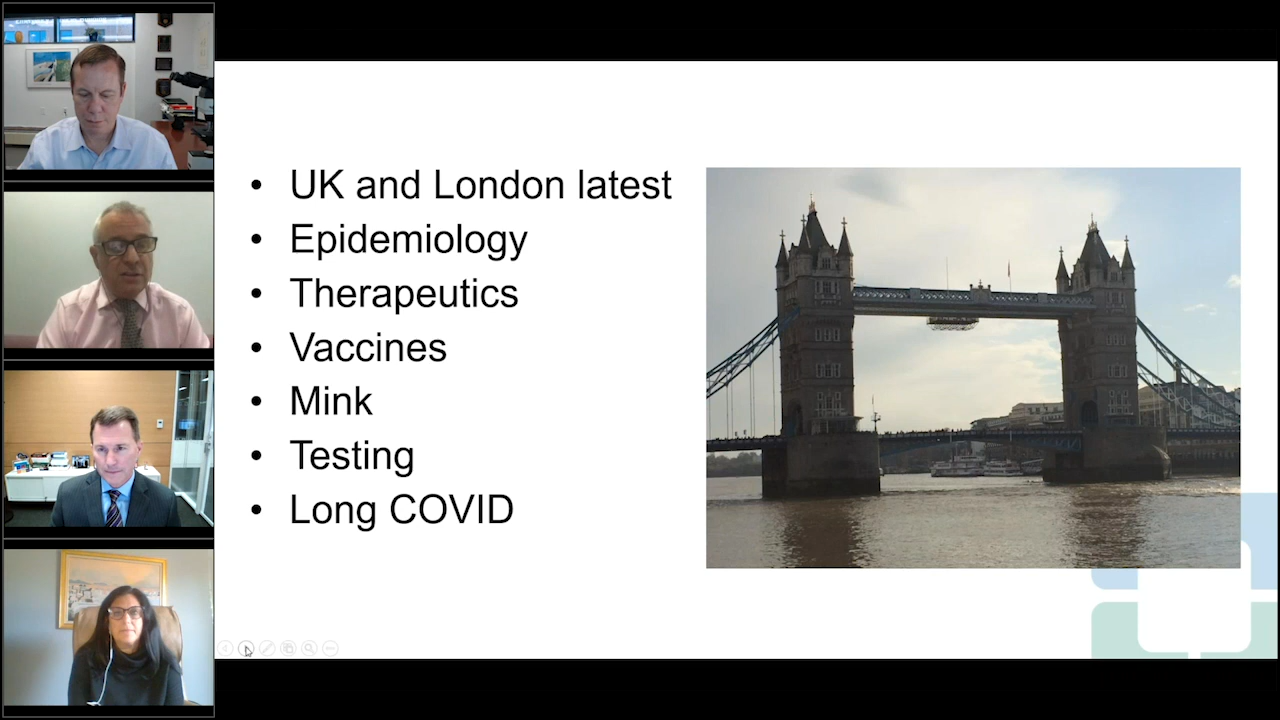 UK and London latest
Epidemiology
Therapeutics
Vaccines
Mink
Testing
Long COVID